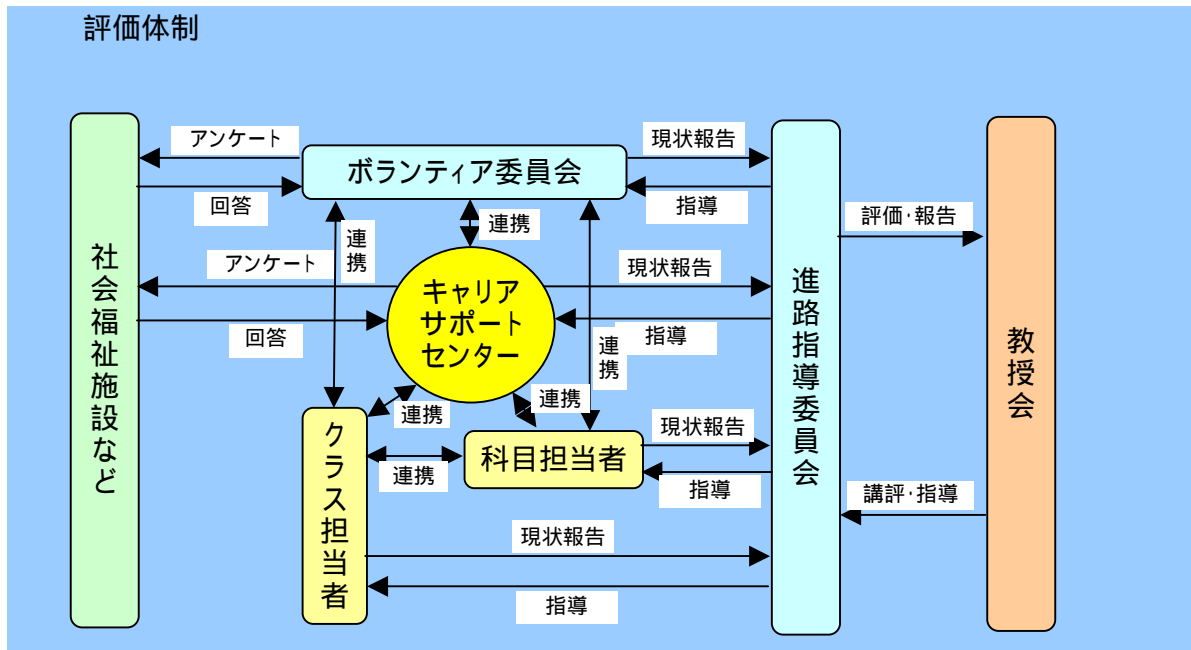 評価体制
アンケート
現状報告
ボランティア委員会
回答
指導
連携
連携
評価・報告
アンケート
現状報告
社会福祉施設など
キャリア
サポート
センター
進路指導委員会
教授会
回答
指導
連携
連携
連携
クラス担当者
科目担当者
現状報告
連携
指導
講評・指導
現状報告
指導